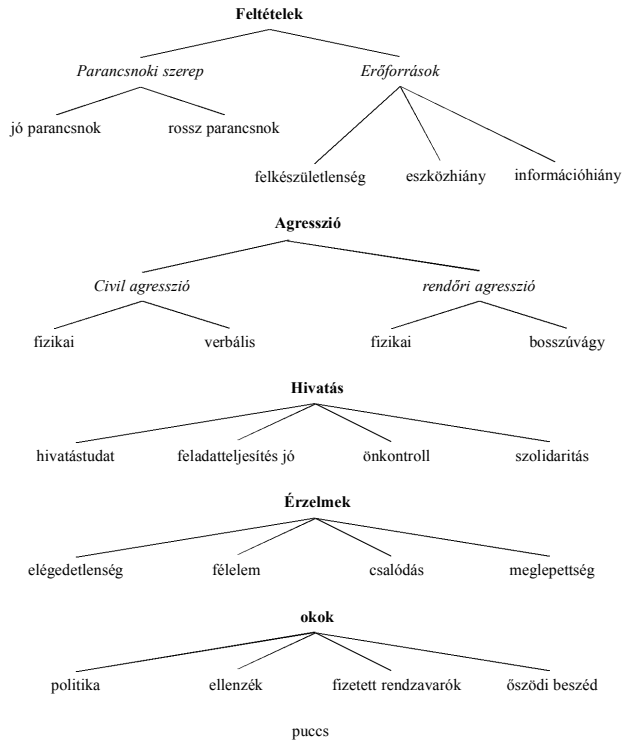 Feltételek
Parancsnoki szerep Erőforrások
jó parancsnok rossz parancsnok
felkészületlenség eszközhiány információhiány
Agresszió
Civil agresszió rendőri agresszió
fizikai verbális fizikai bosszúvágy
Hivatás
hivatástudat feladatteljesítés jó önkontroll szolidaritás
Érzelmek
elégedetlenség félelem csalódás meglepettség
okok
politika ellenzék fizetett rendzavarók őszödi beszéd
puccs